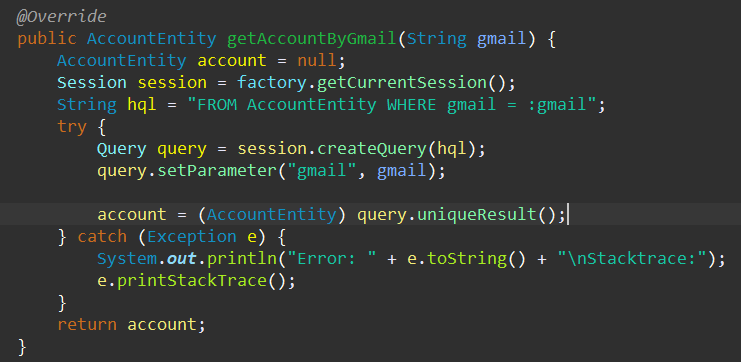 @Override
public AccountEntity getAccountByGmail(String gmail) {
    AccountEntity account = null;
    Session session = factory.getCurrentSession();
    String hql = "FROM AccountEntity WHERE gmail = :gmail";
    try {
        Query query = session.createQuery(hql);
        query.setParameter("gmail", gmail);

        account = (AccountEntity) query.uniqueResult();
    } catch (Exception e) {
        System.out.println("Error: " + e.toString() + "\nStacktrace:");
        e.printStackTrace();
    }
    return account;
}